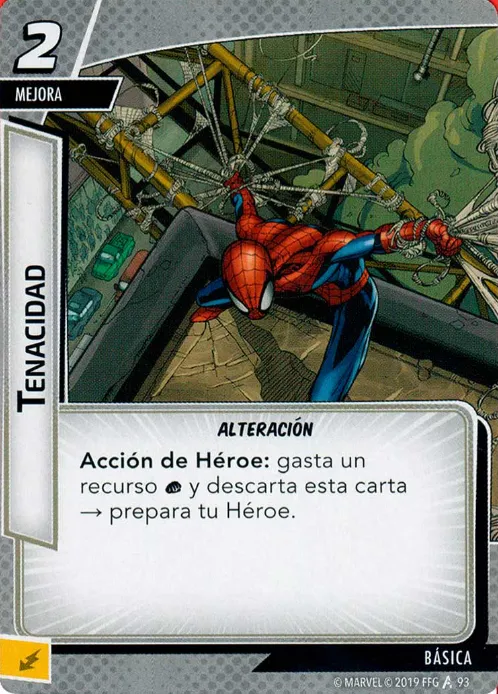 2
MEJORA
TENACIDAD
ALTERACIÓN
Acción de Héroe: gasta un
recurso y descarta esta carta
→ prepara tu Héroe.
BÁSICA
© MARVEL © 2019 FFG 93